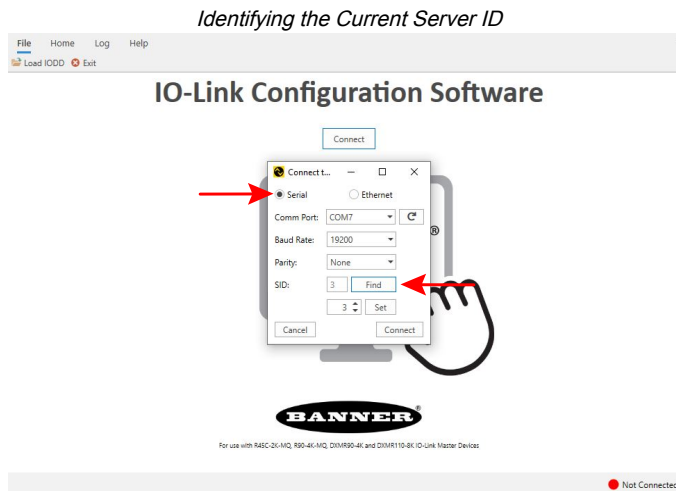 Identifying the Current Server ID
File Home Log Help
Load IODD Exit
IO-Link Configuration Software
Connect
Connect t...
Serial Ethernet
Comm Port: COM7
®
Baud Rate: 19200
Parity: None
SID: 3 Find
3 Set
Cancel Connect
BANNER
For use with R45C-2K-MQ, R90-4K-MQ, DXMR90-4K and DXMR110-8K IO-Link Master Devices
Not Connected